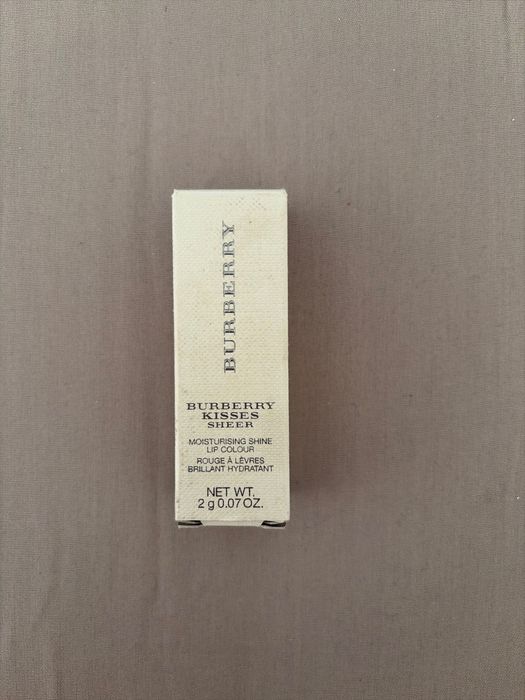 BURBERRY
BURBERRY
KISSES
SHEER
MOISTURISING SHINE
LIP COLOUR
ROUGE À LÈVRES
BRILLANT HYDRATANT
NET WT.
2 g 0.07 OZ.